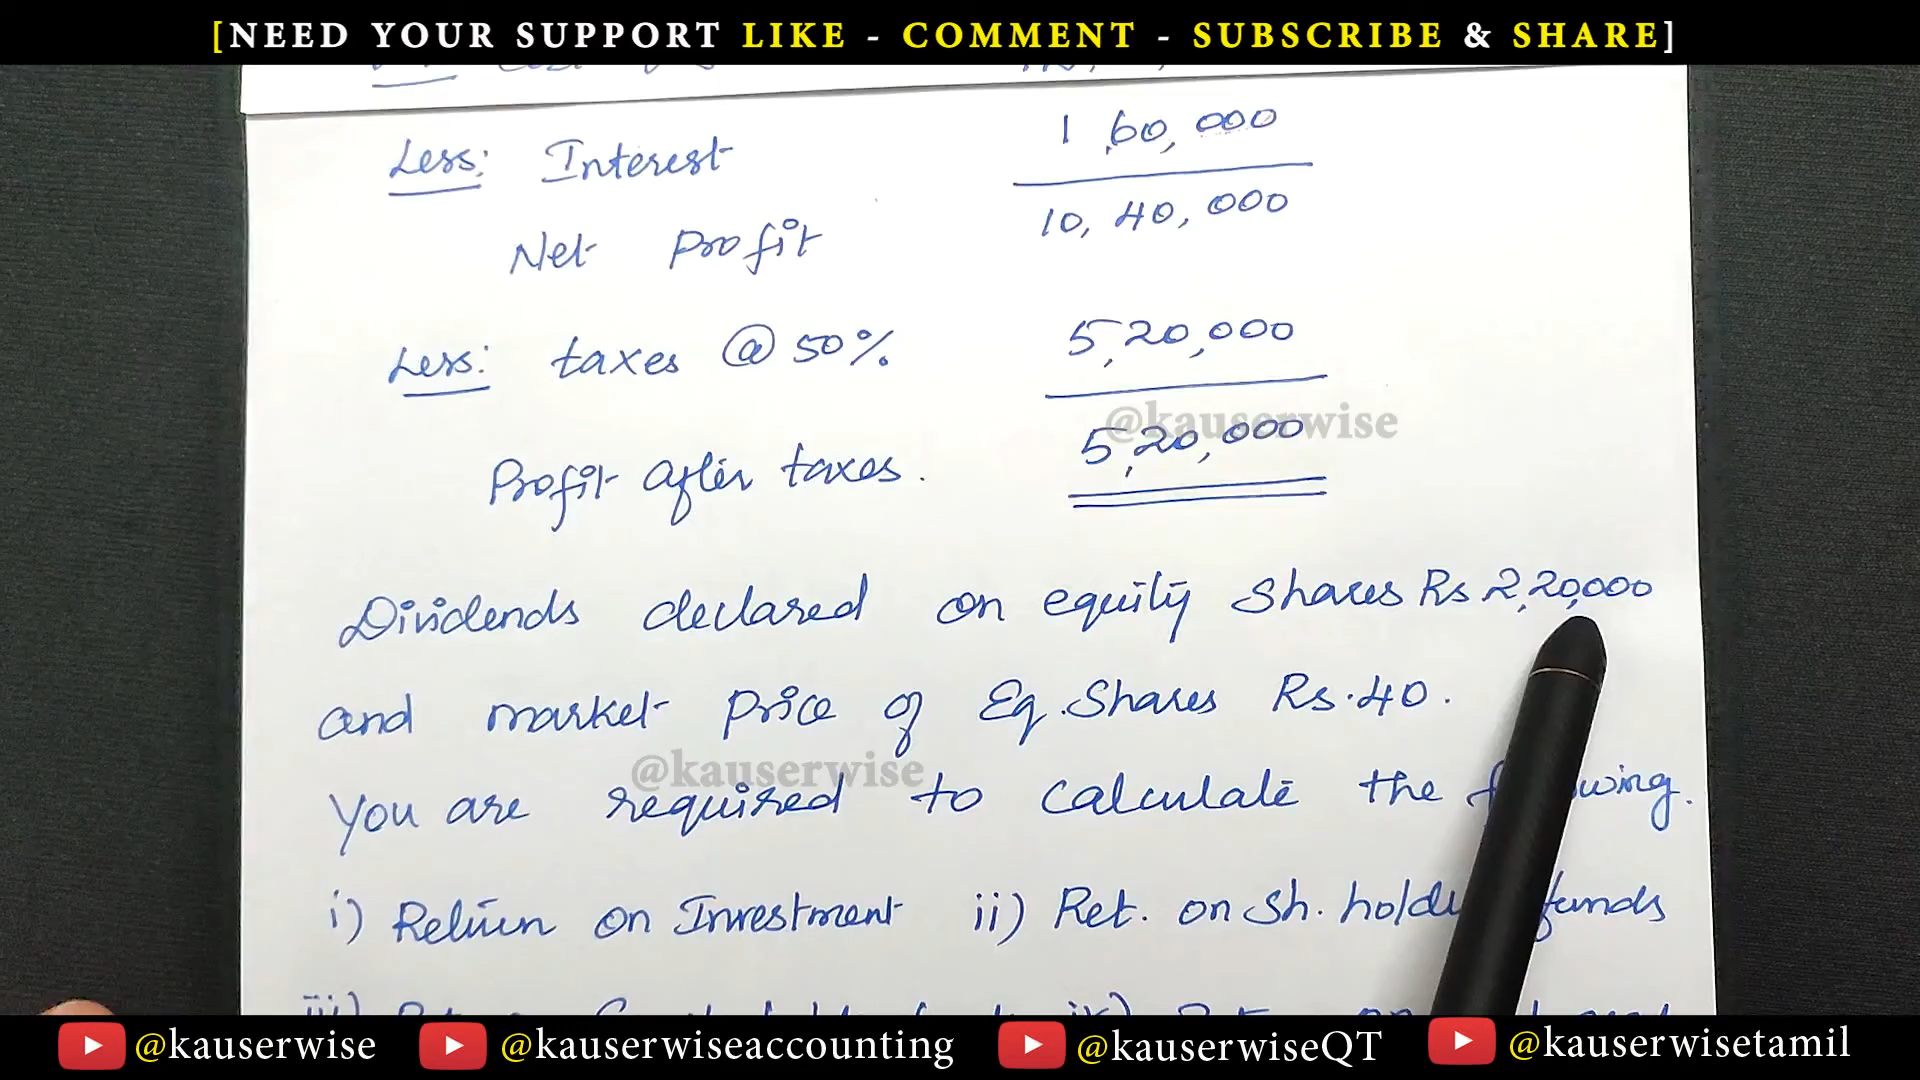 [NEED YOUR SUPPORT LIKE - COMMENT - SUBSCRIBE & SHARE]
Less: Interest 1,60,000
Net Profit 10,40,000
Less: taxes @ 50% 5,20,000
@kauserwise
Profit after taxes. 5,20,000
Dividends declared on equity Shares Rs 2,20,000
and market Price of Eq. Shares Rs. 40.
@kauserwise
You are required to calculate the
i) Return on Investment ii) Ret. on Sh. funds
@kauserwise @kauserwiseaccounting @kauserwiseQT @kauserwisetamil